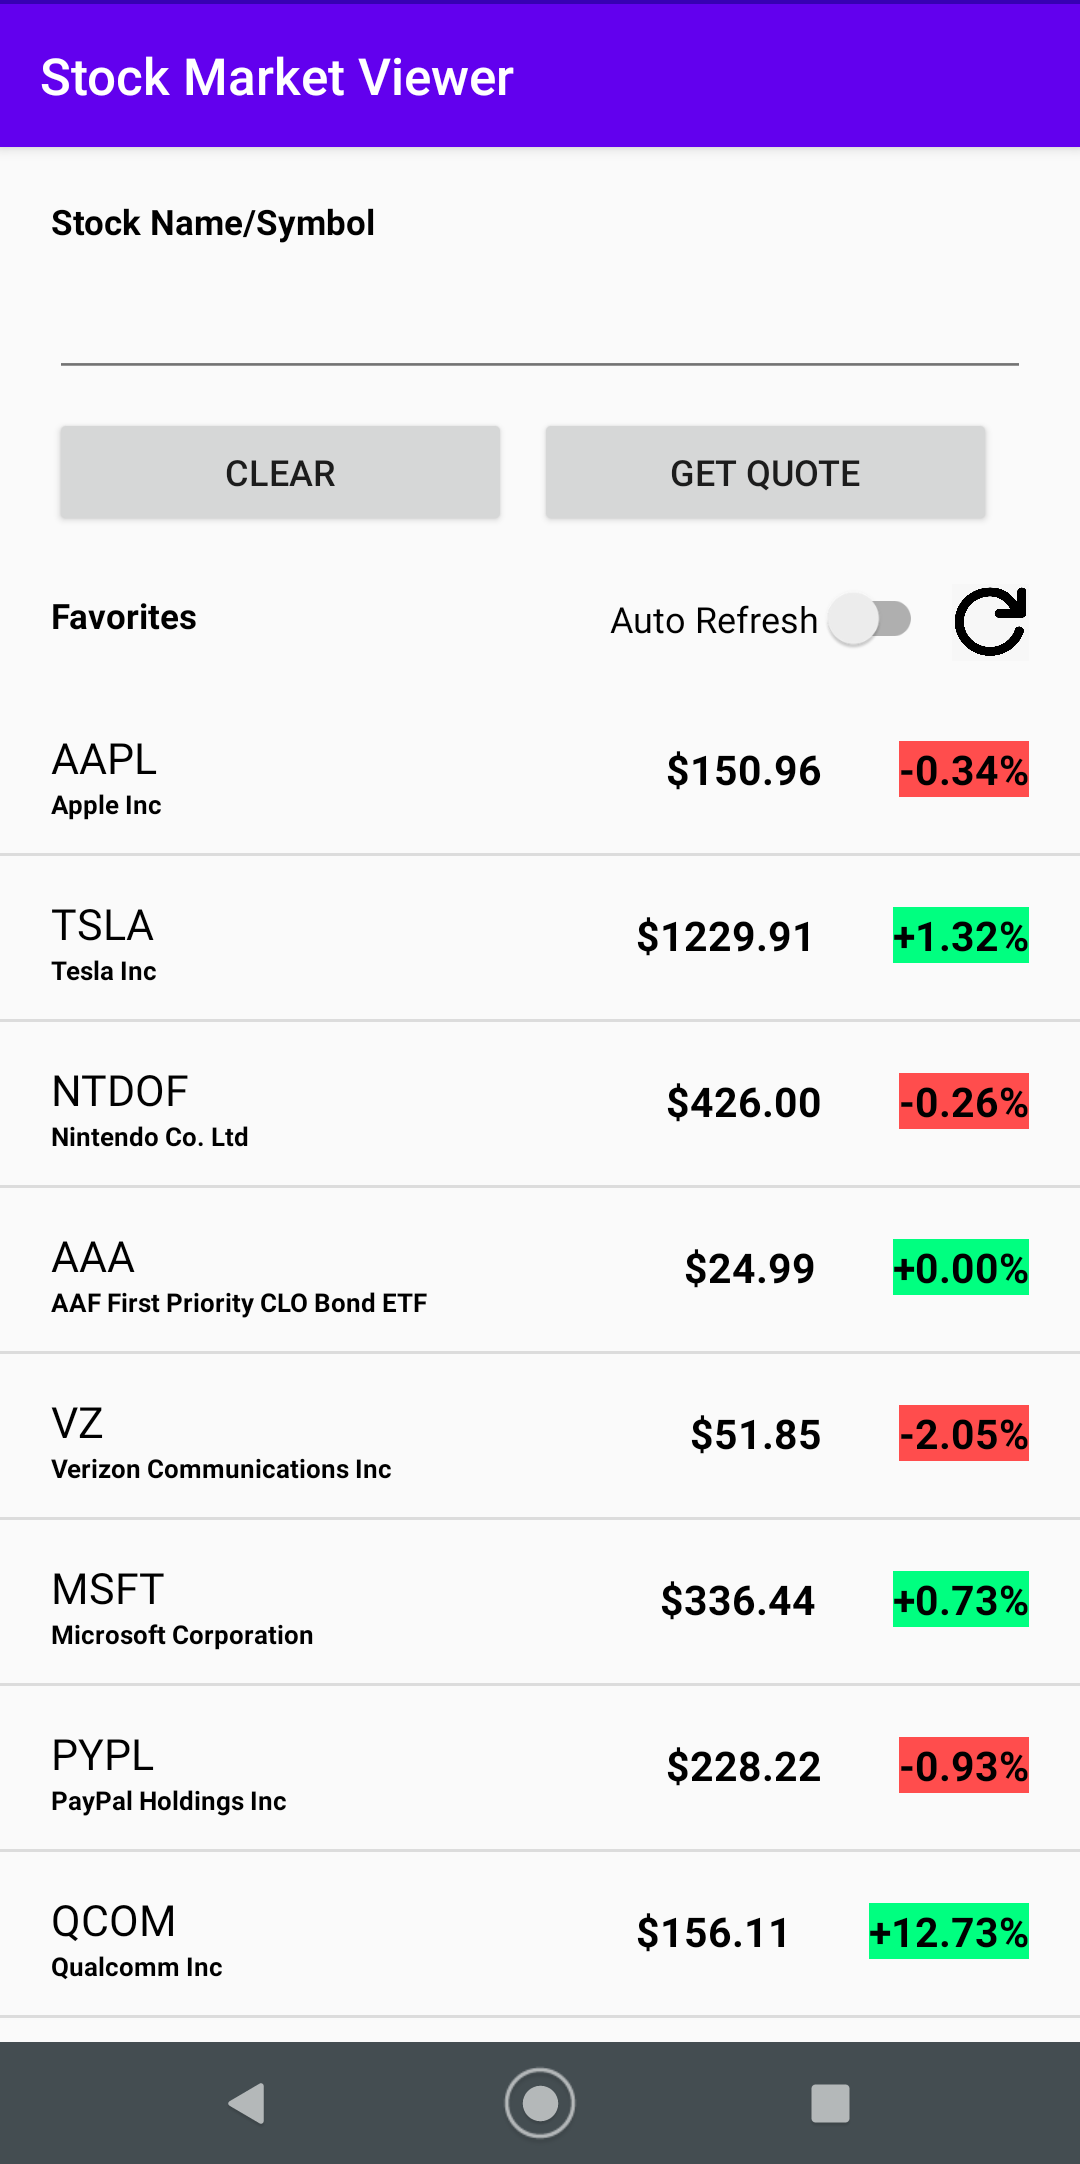 Stock Market Viewer
Stock Name/Symbol
CLEAR GET QUOTE
Favorites Auto Refresh
AAPL $150.96 -0.34%
Apple Inc
TSLA $1229.91 +1.32%
Tesla Inc
NTDOF $426.00 -0.26%
Nintendo Co. Ltd
AAA $24.99 +0.00%
AAF First Priority CLO Bond ETF
VZ $51.85 -2.05%
Verizon Communications Inc
MSFT $336.44 +0.73%
Microsoft Corporation
PYPL $228.22 -0.93%
PayPal Holdings Inc
QCOM $156.11 +12.73%
Qualcomm Inc